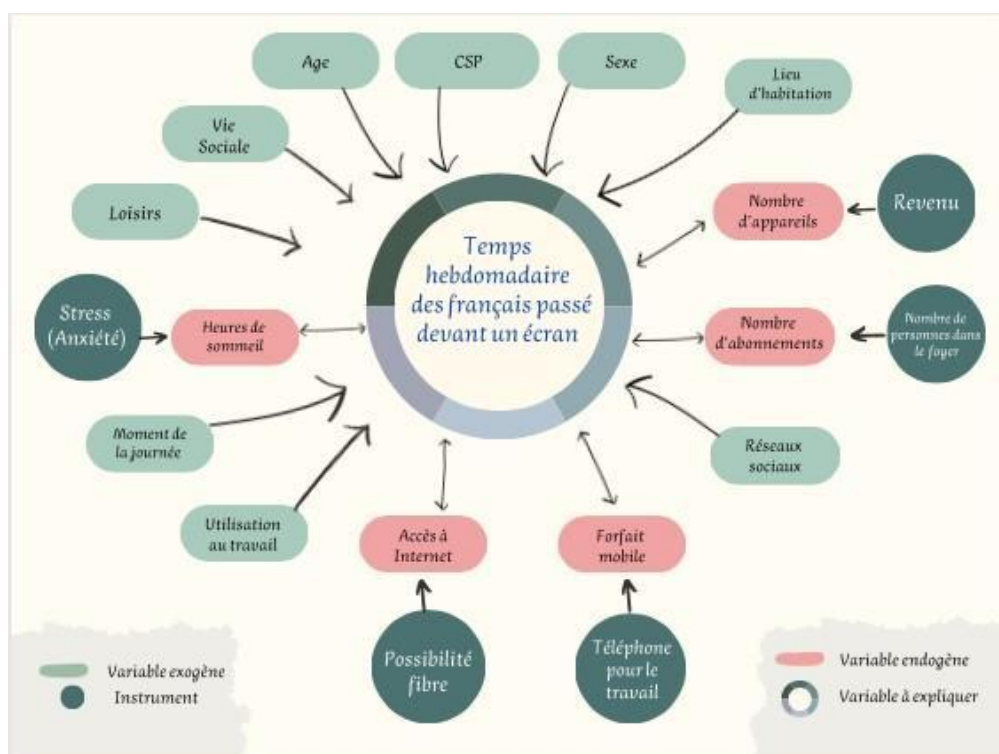 Age
CSP
Sexe
Lieu
d'habitation
Vie
Sociale
Loisirs
Nombre
d'appareils
Revenu
Temps
hebdomadaire
des français passé
devant un écran
Stress
(Anxiété)
Heures de
sommeil
Nombre
d'abonnements
Nombre de
personnes dans
le foyer
Moment de
la journée
Réseaux
sociaux
Utilisation
au travail
Accès à
Internet
Forfait
mobile
Possibilité
fibre
Téléphone
pour le
travail
Variable exogène
Instrument
Variable endogène
Variable à expliquer